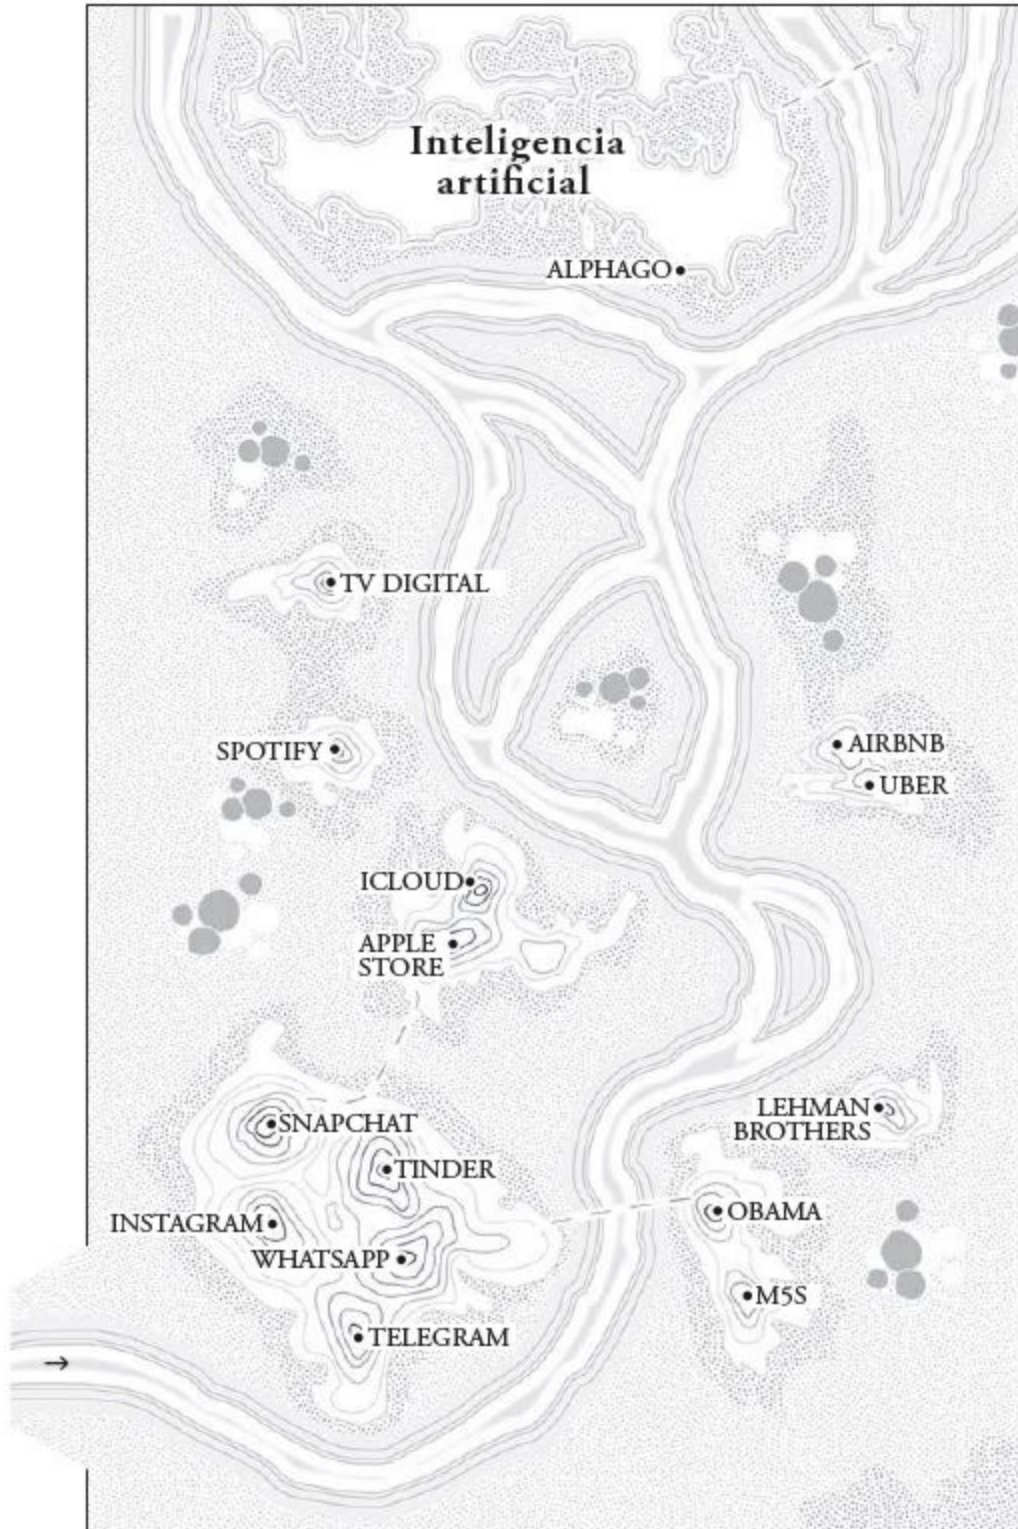 Inteligencia
artificial
ALPHAGO
TV DIGITAL
SPOTIFY
AIRBNB
UBER
ICLOUD
APPLE
STORE
SNAPCHAT
LEHMAN
BROTHERS
TINDER
INSTAGRAM
OBAMA
WHATSAPP
M5S
TELEGRAM
→